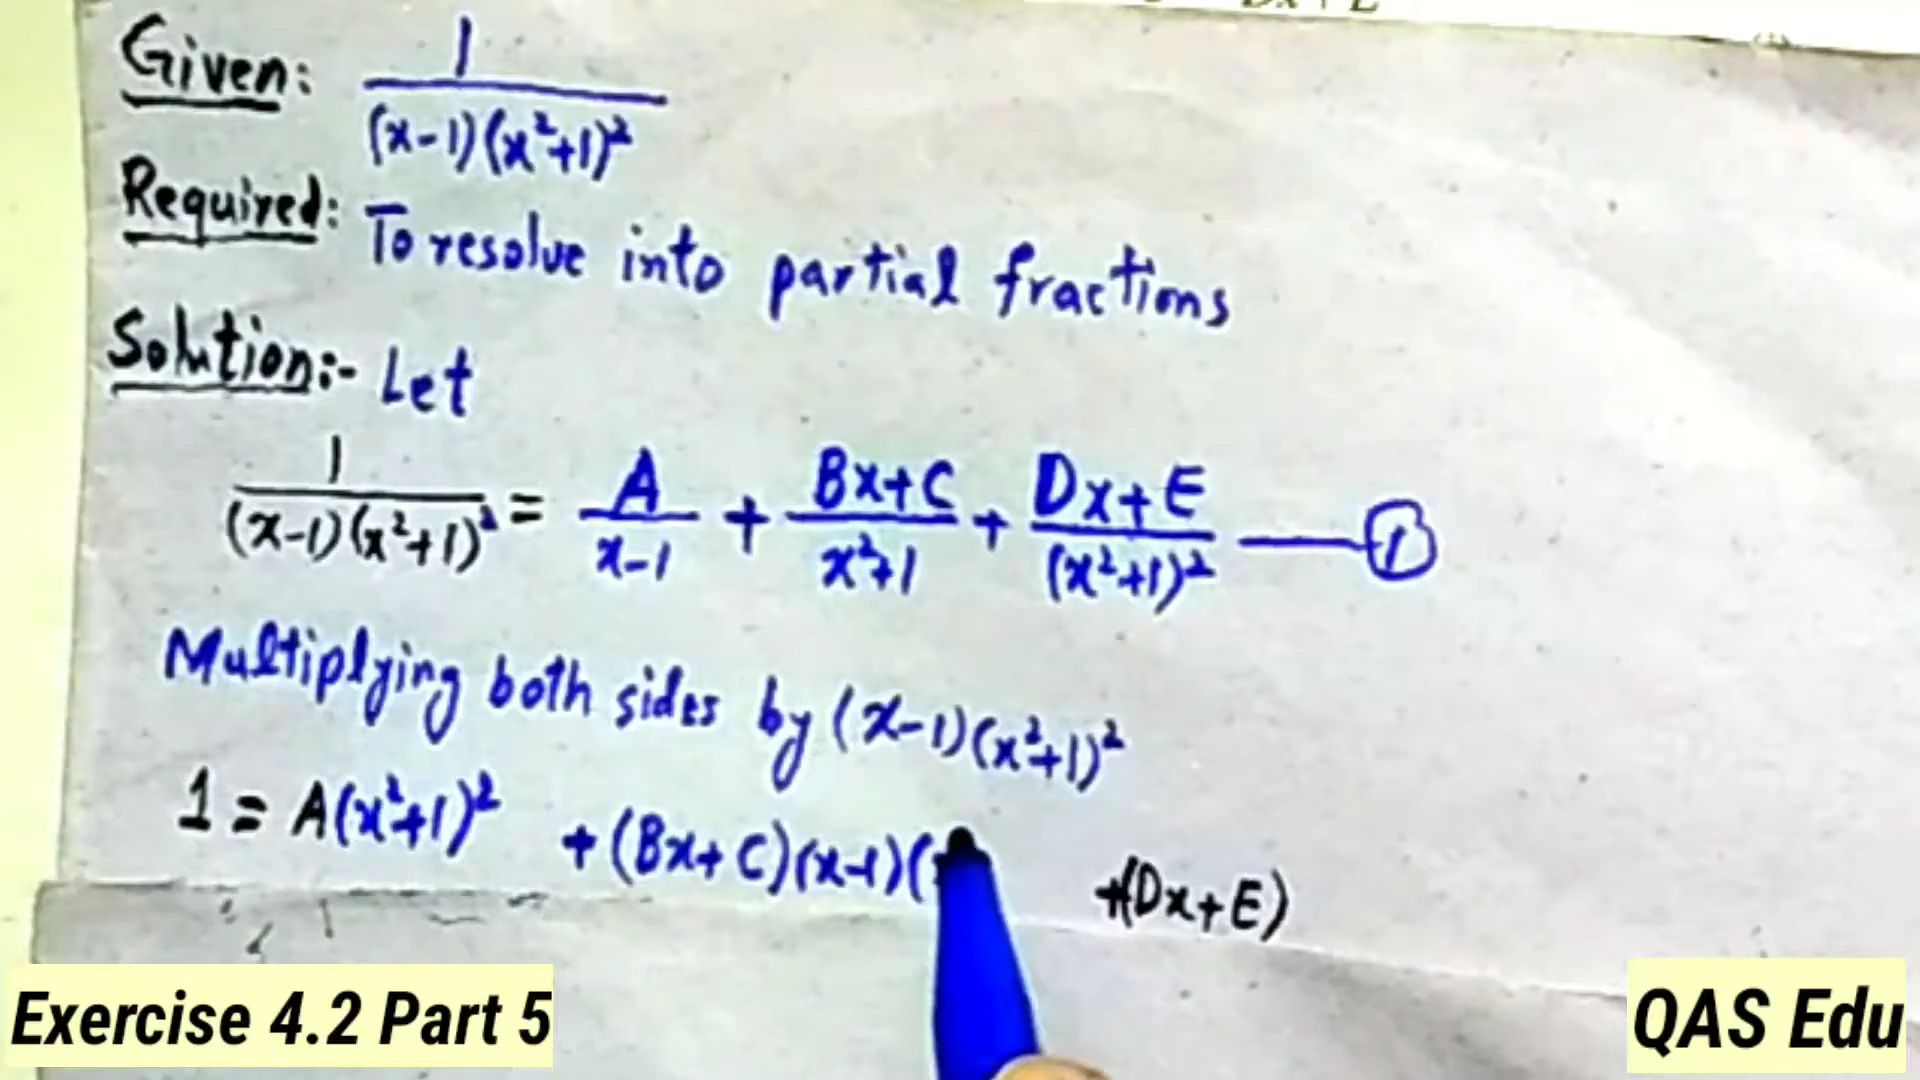 Given: 1/((x-1)(x²+1)²)
Required: To resolve into partial fractions
Solution:- Let
1/((x-1)(x²+1)²) = A/(x-1) + (Bx+C)/(x²+1) + (Dx+E)/(x²+1)² — ①
Multiplying both sides by (x-1)(x²+1)²
1 = A(x²+1)² + (Bx+C)(x-1)( +(Dx+E)
Exercise 4.2 Part 5
QAS Edu